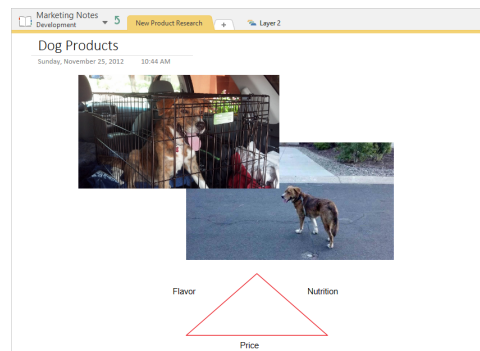 Marketing Notes
Development
5
New Product Research
+
Layer 2
Dog Products
Sunday, November 25, 2012 10:44 AM
Flavor
Nutrition
Price